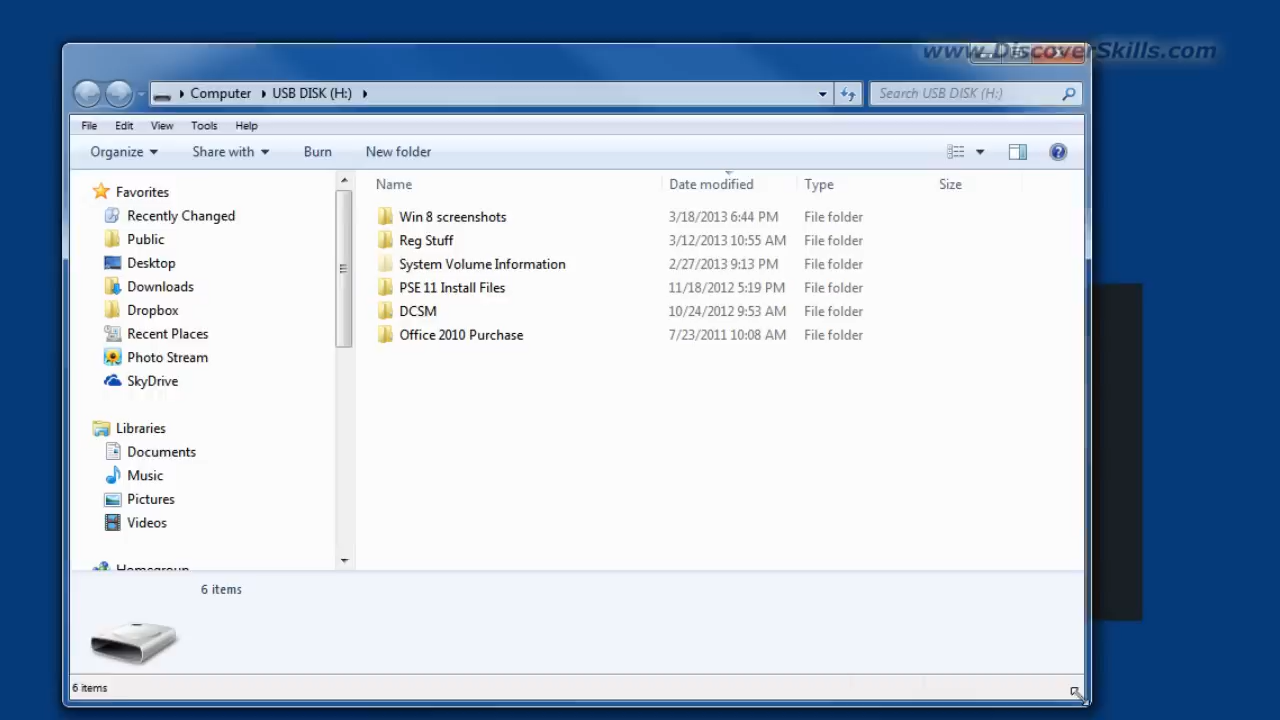 www.DiscoverSkills.com
Computer USB DISK (H:)
Search USB DISK (H:)
File Edit View Tools Help
Organize Share with Burn New folder
Name Date modified Type Size
Favorites
Recently Changed
Public
Desktop
Downloads
Dropbox
Recent Places
Photo Stream
SkyDrive
Libraries
Documents
Music
Pictures
Videos
Homegroup
Win 8 screenshots 3/18/2013 6:44 PM File folder
Reg Stuff 3/12/2013 10:55 AM File folder
System Volume Information 2/27/2013 9:13 PM File folder
PSE 11 Install Files 11/18/2012 5:19 PM File folder
DCSM 10/24/2012 9:53 AM File folder
Office 2010 Purchase 7/23/2011 10:08 AM File folder
6 items
6 items